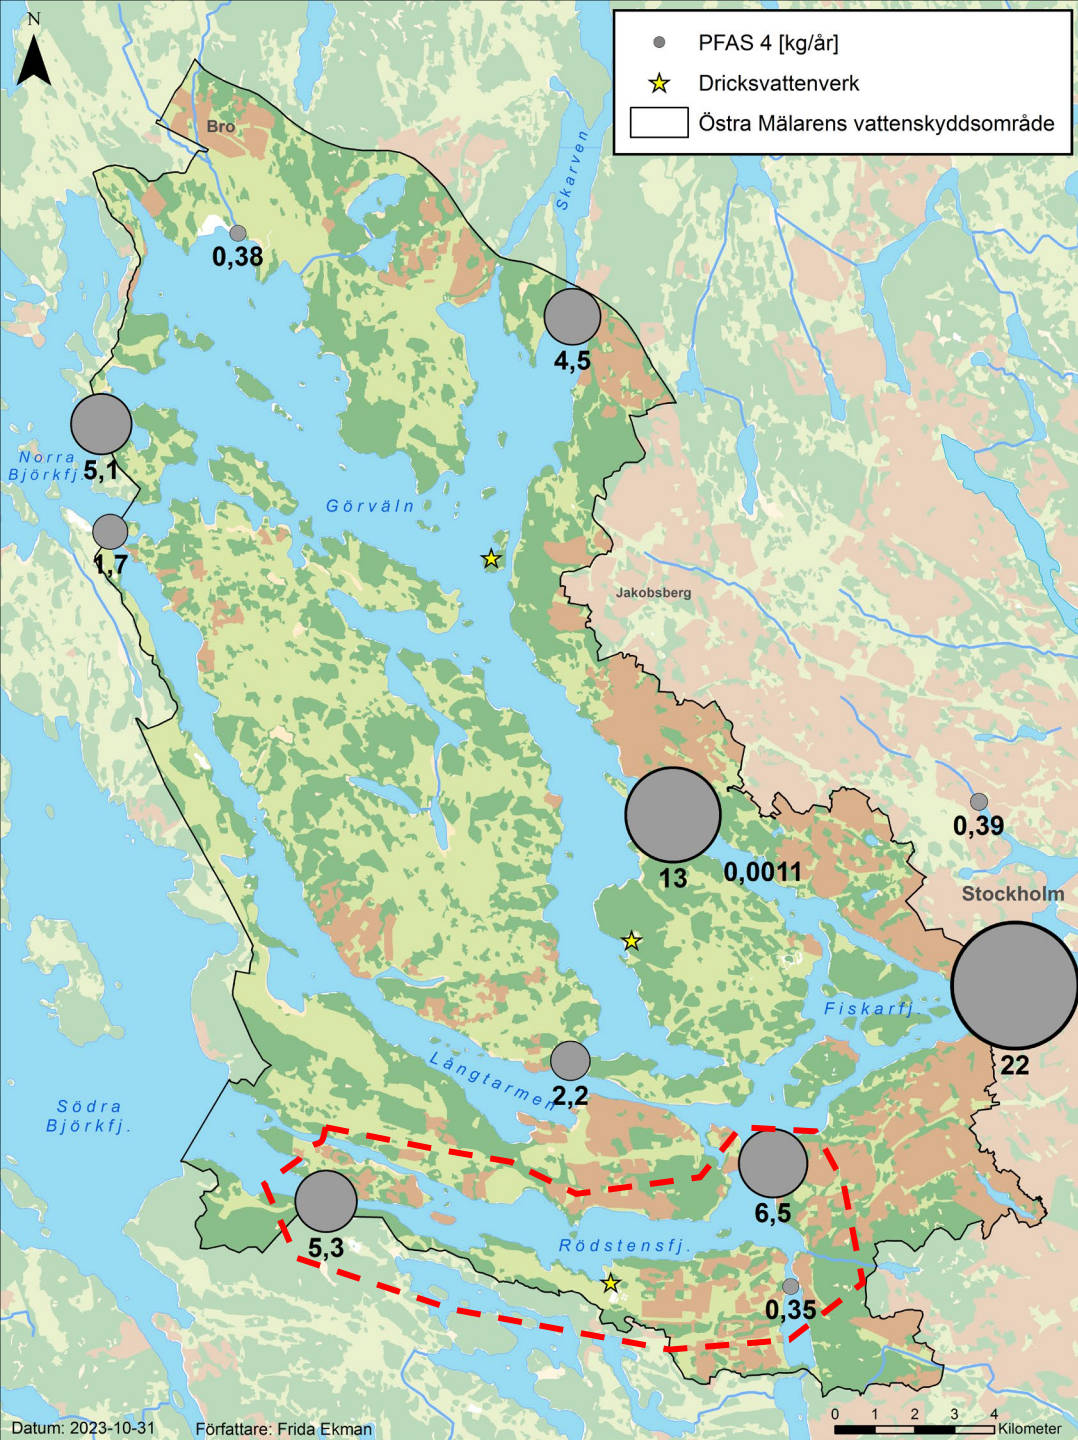 N
PFAS 4 [kg/år]
Dricksvattenverk
Östra Mälarens vattenskyddsområde
Bro
Skarven
0,38
4,5
Norra
Björkfj.
5,1
Görväln
1,7
Jakobsberg
0,39
13
0,0011
Stockholm
Fiskarfj.
22
Långtarmen
2,2
Södra
Björkfj.
6,5
5,3
Rödstensfj.
0,35
Datum: 2023-10-31
Författare: Frida Ekman
0 1 2 3 4
Kilometer